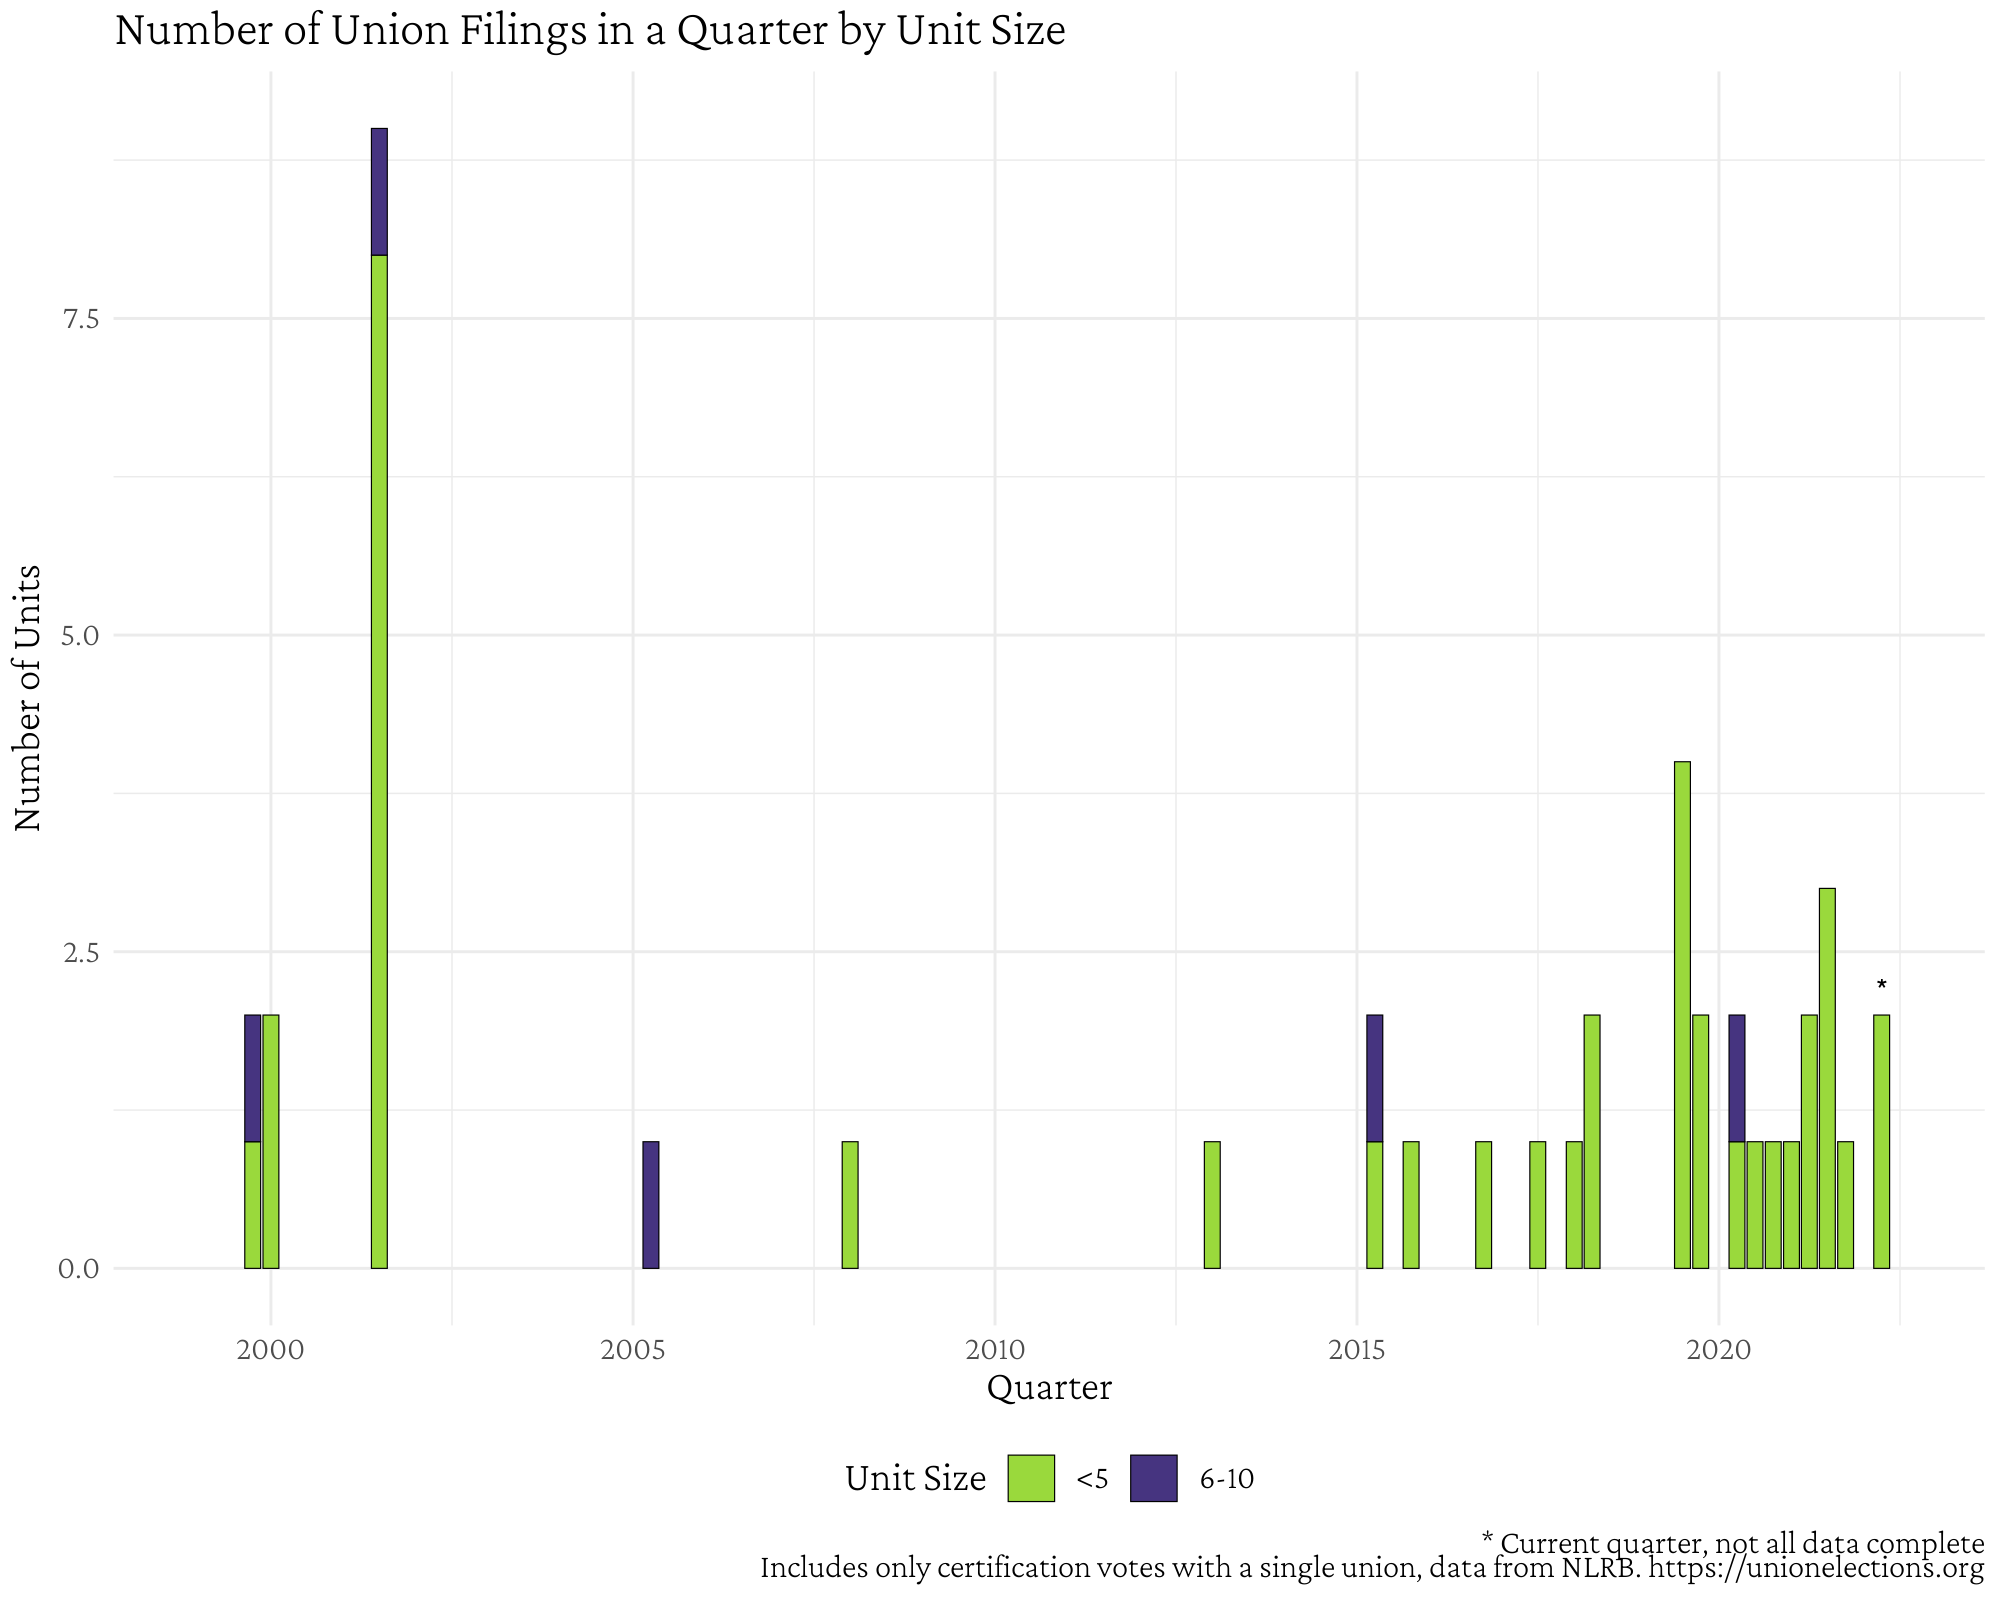 Number of Union Filings in a Quarter by Unit Size
Number of Units
7.5
5.0
2.5
0.0
*
2000 2005 2010 2015 2020
Quarter
Unit Size <5 6-10
* Current quarter, not all data complete
Includes only certification votes with a single union, data from NLRB. https://unionelections.org